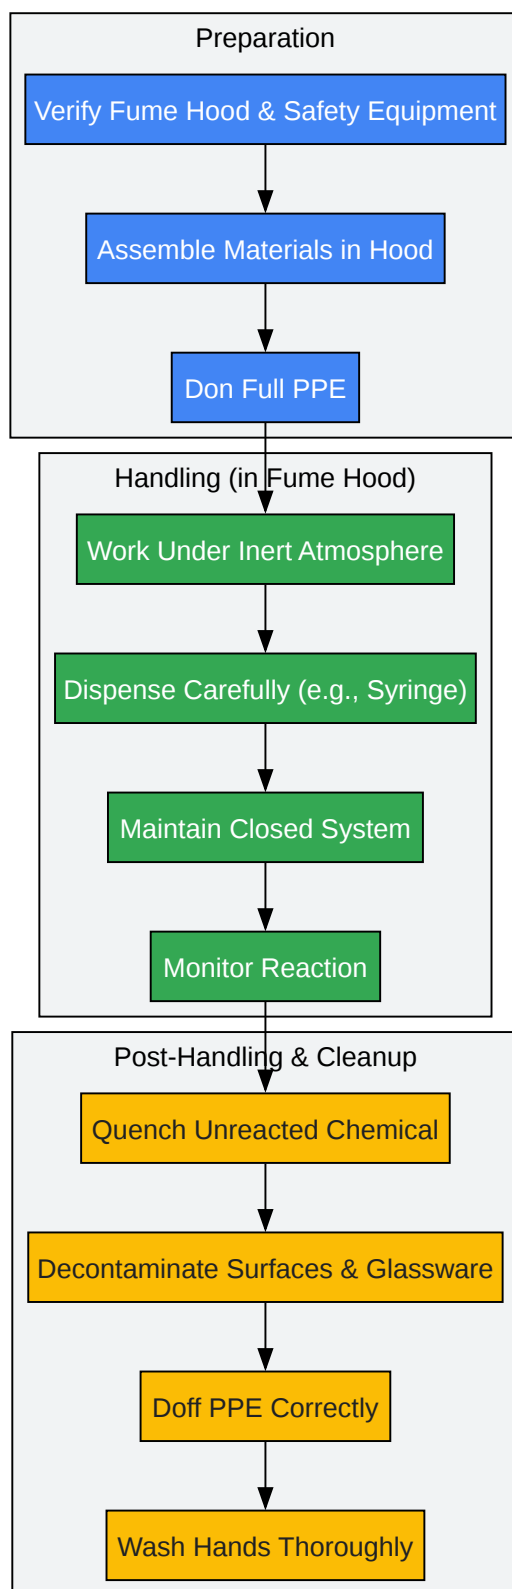 Preparation
Verify Fume Hood & Safety Equipment
Assemble Materials in Hood
Don Full PPE
Handling (in Fume Hood)
Work Under Inert Atmosphere
Dispense Carefully (e.g., Syringe)
Maintain Closed System
Monitor Reaction
Post-Handling & Cleanup
Quench Unreacted Chemical
Decontaminate Surfaces & Glassware
Doff PPE Correctly
Wash Hands Thoroughly